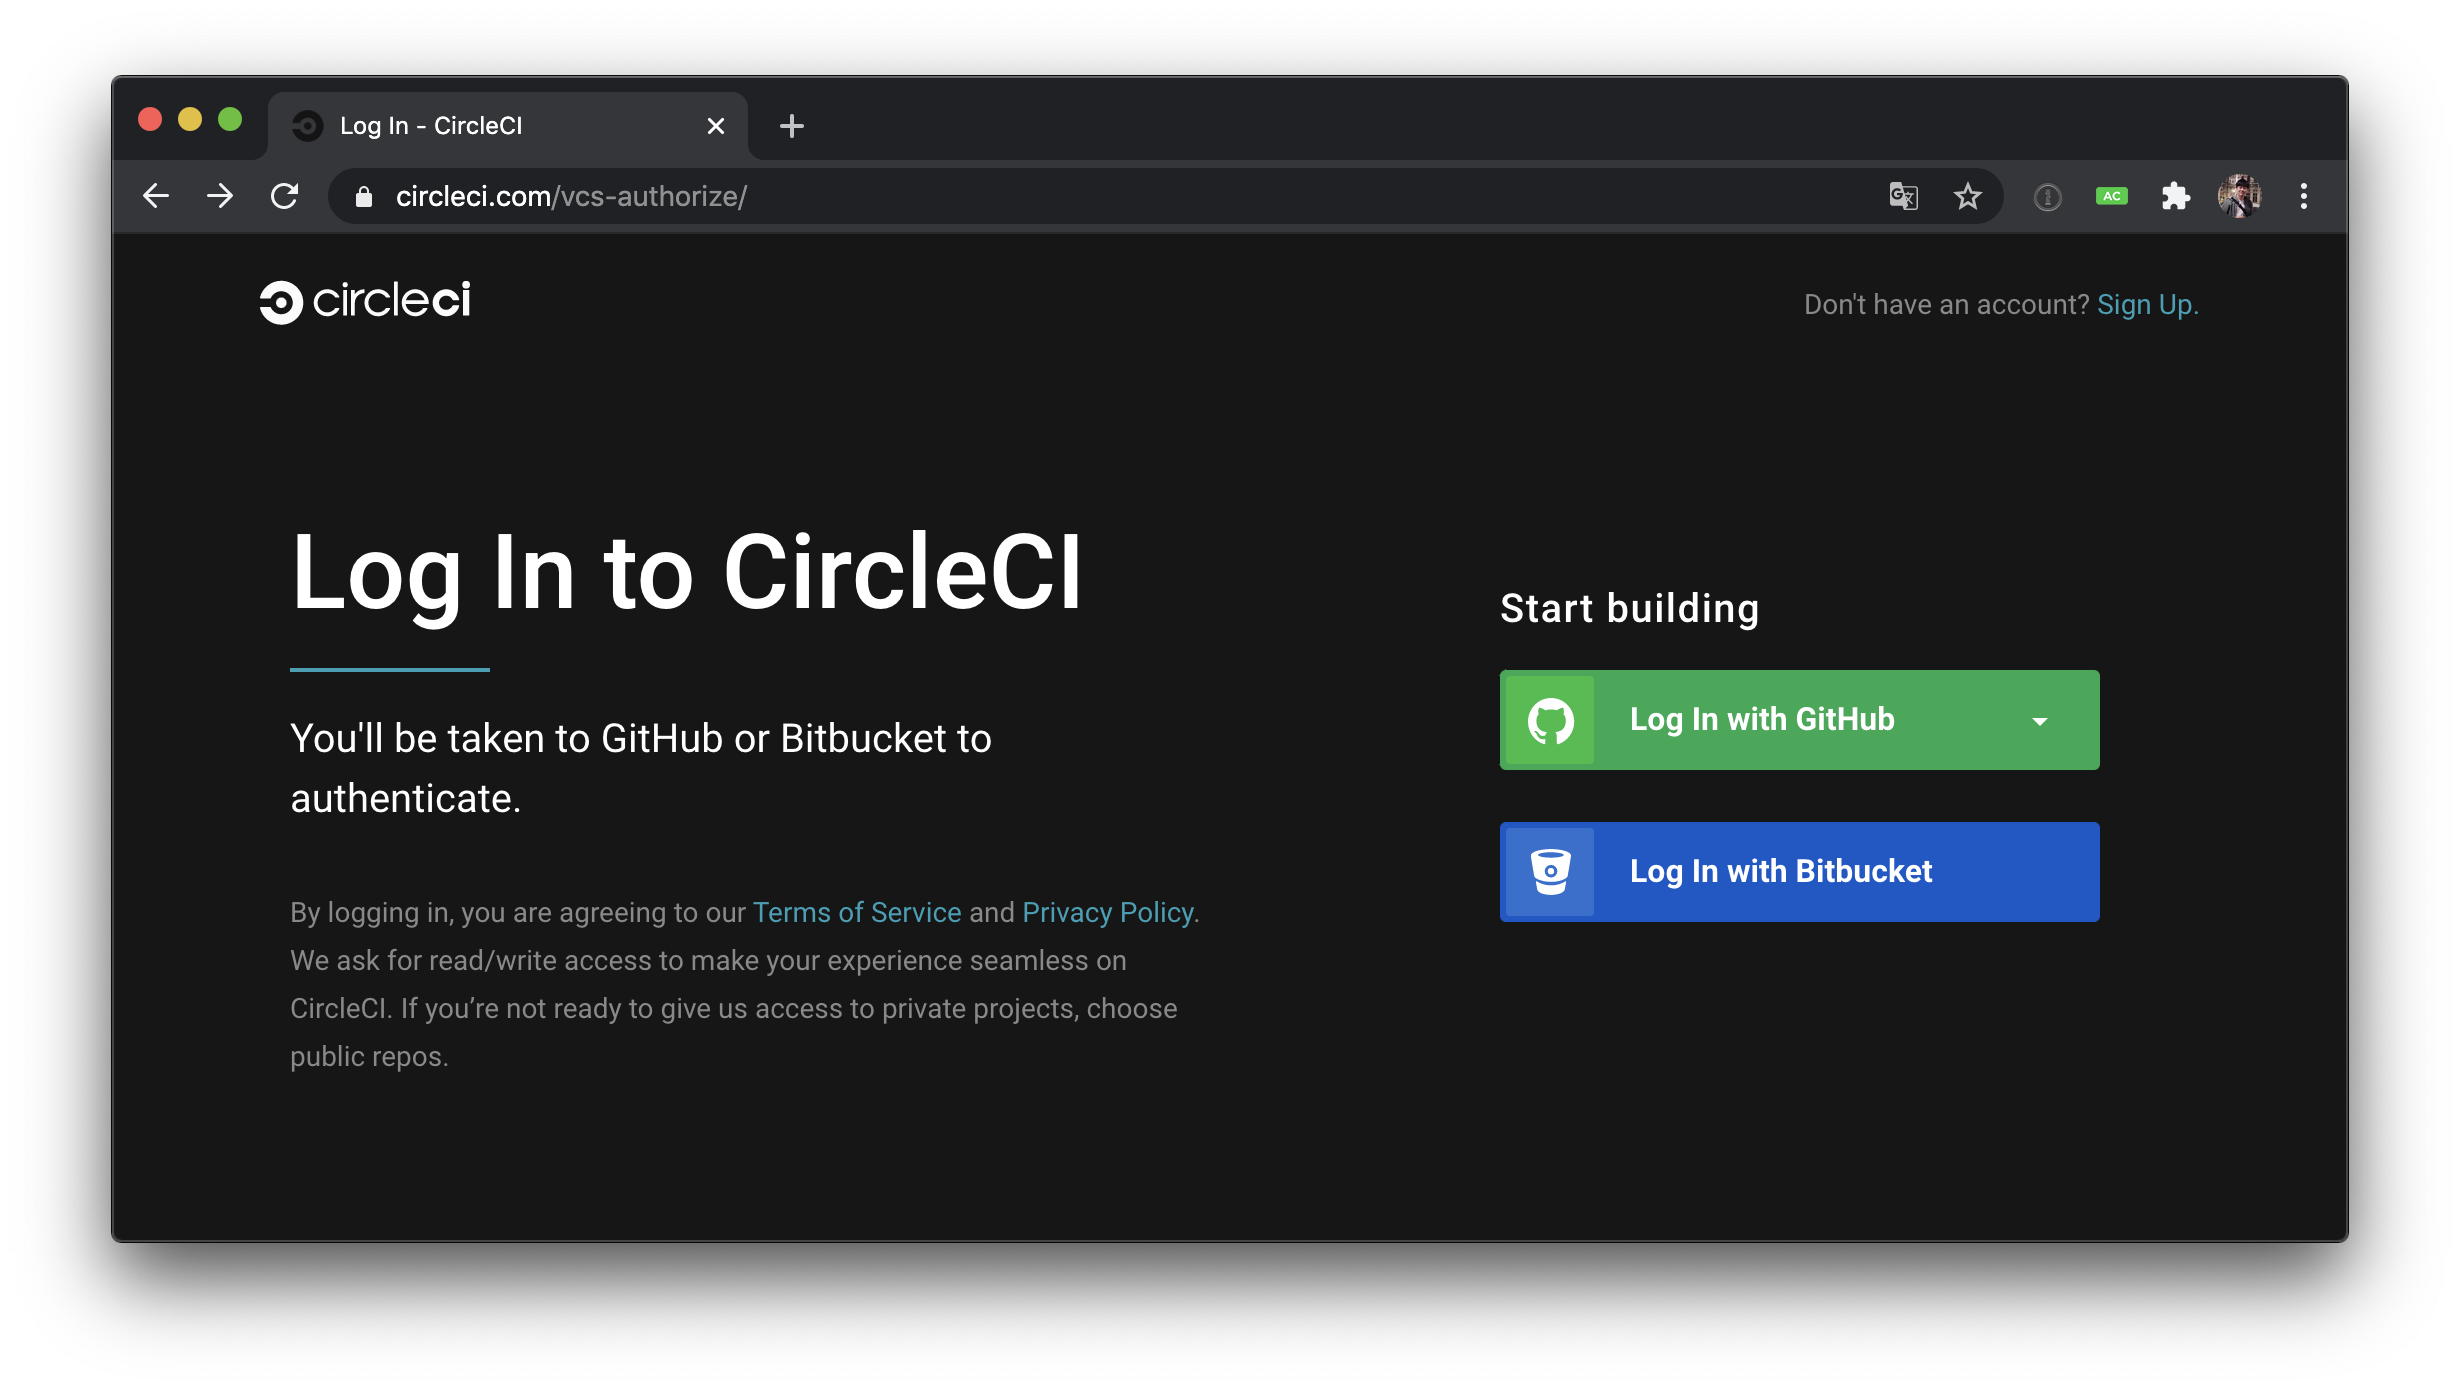 Log In - CircleCI
circleci.com/vcs-authorize/
AC
circleci
Don't have an account? Sign Up.
Log In to CircleCI
You'll be taken to GitHub or Bitbucket to
authenticate.
By logging in, you are agreeing to our Terms of Service and Privacy Policy.
We ask for read/write access to make your experience seamless on
CircleCI. If you’re not ready to give us access to private projects, choose
public repos.
Start building
Log In with GitHub
Log In with Bitbucket